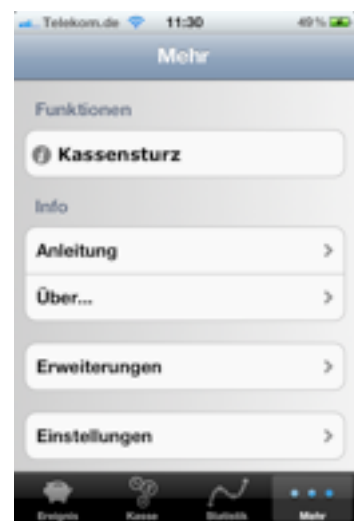 Telekom.de 11:30 49 %
Mehr
Funktionen
Kassensturz
Info
Anleitung
Über...
Erweiterungen
Einstellungen
Ereignis Kasse Statistik Mehr